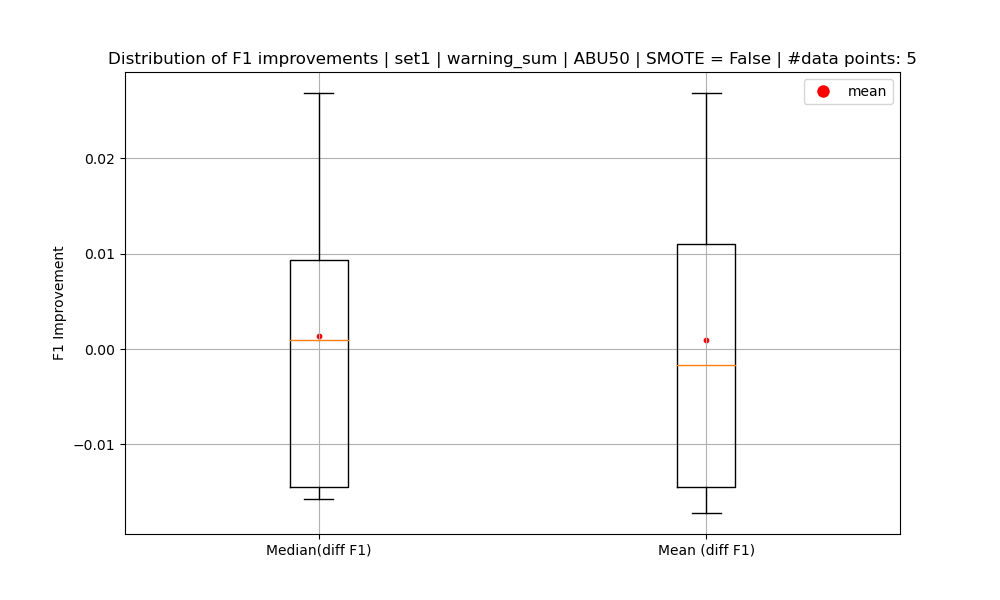 Distribution of F1 improvements | set1 | warning_sum | ABU50 | SMOTE = False | #data points: 5
mean
0.02
0.01
0.00
−0.01
F1 Improvement
Median(diff F1)
Mean (diff F1)